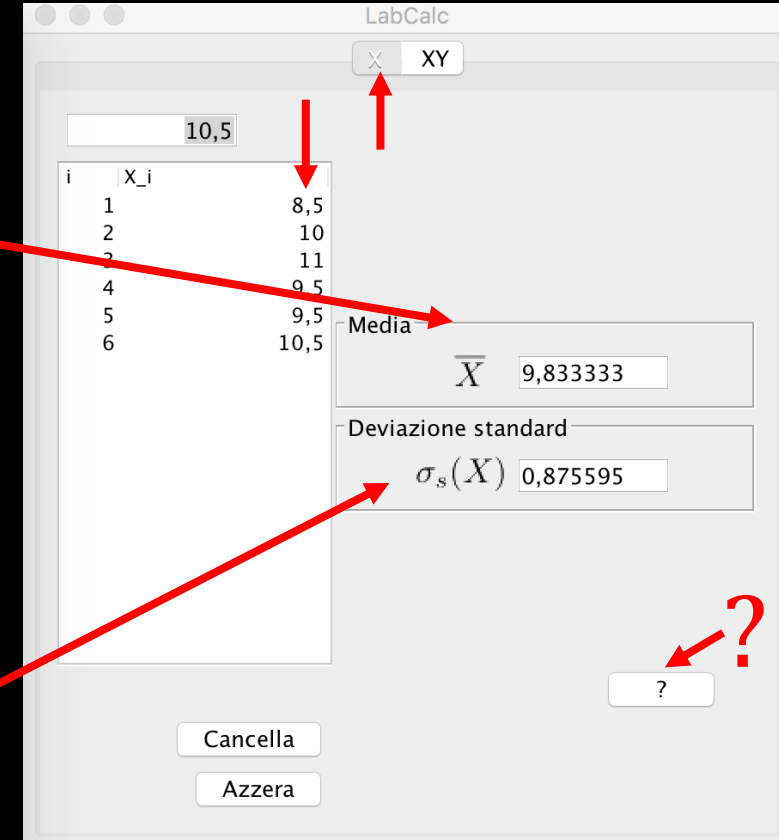 LabCalc
X XY
10,5
i X_i
1 8,5
2 10
3 11
4 9,5
5 9,5
6 10,5
Media
X̅ 9,833333
Deviazione standard
σₛ(X) 0,875595
?
?
Cancella
Azzera